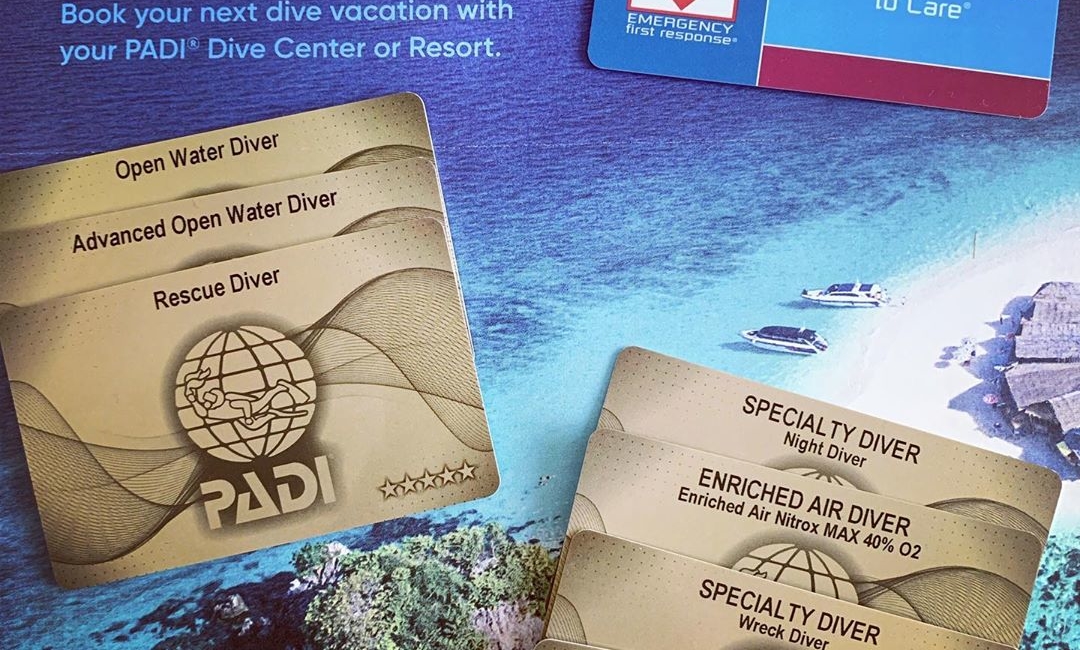 Book your next dive vacation with
your PADI® Dive Center or Resort.
EMERGENCY
first response®
to Care®
Open Water Diver
Advanced Open Water Diver
Rescue Diver
PADI
SPECIALTY DIVER
Night Diver
ENRICHED AIR DIVER
Enriched Air Nitrox MAX 40% O2
SPECIALTY DIVER
Wreck Diver